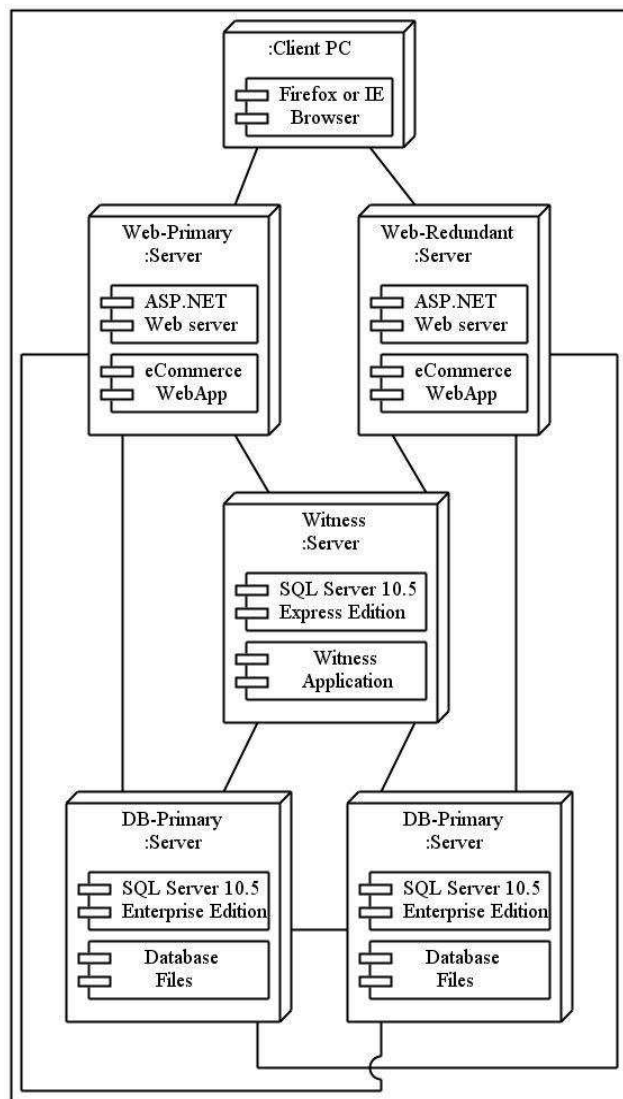 :Client PC
Firefox or IE
Browser
Web-Primary
:Server
ASP.NET
Web server
eCommerce
WebApp
Web-Redundant
:Server
ASP.NET
Web server
eCommerce
WebApp
Witness
:Server
SQL Server 10.5
Express Edition
Witness
Application
DB-Primary
:Server
SQL Server 10.5
Enterprise Edition
Database
Files
DB-Primary
:Server
SQL Server 10.5
Enterprise Edition
Database
Files